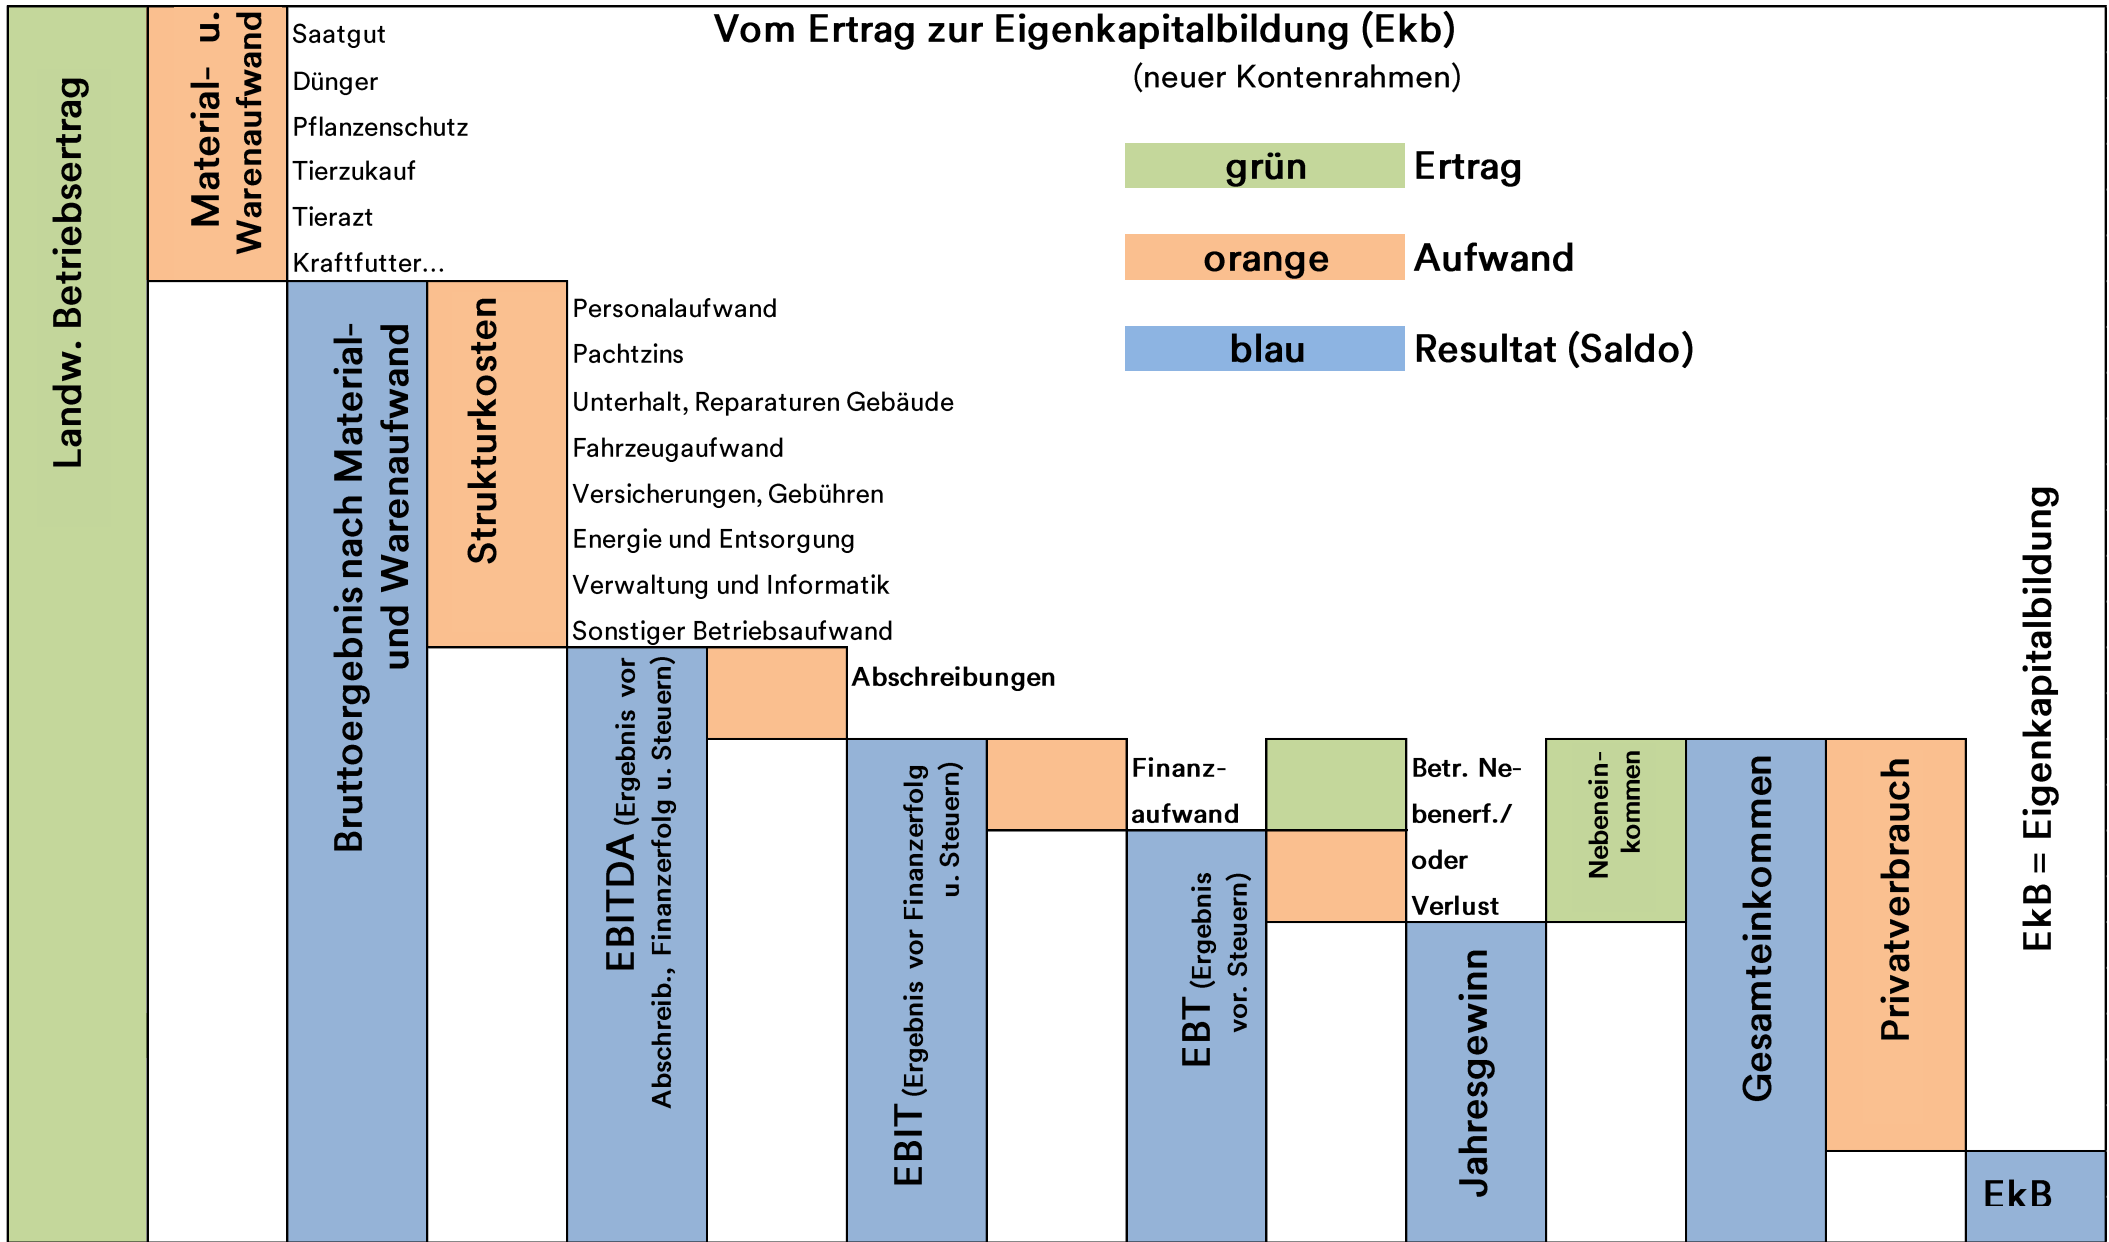 Vom Ertrag zur Eigenkapitalbildung (Ekb)
(neuer Kontenrahmen)
grün Ertrag
orange Aufwand
blau Resultat (Saldo)
Landw. Betriebsertrag
Material- u.
Warenaufwand
Saatgut
Dünger
Pflanzenschutz
Tierzukauf
Tierazt
Kraftfutter...
Bruttoergebnis nach Material-
und Warenaufwand
Strukturkosten
Personalaufwand
Pachtzins
Unterhalt, Reparaturen Gebäude
Fahrzeugaufwand
Versicherungen, Gebühren
Energie und Entsorgung
Verwaltung und Informatik
Sonstiger Betriebsaufwand
EBITDA (Ergebnis vor
Abschreib., Finanzerfolg u. Steuern)
Abschreibungen
EBIT (Ergebnis vor Finanzerfolg
u. Steuern)
Finanz-
aufwand
EBT (Ergebnis
vor. Steuern)
Betr. Ne-
benerf./
oder
Verlust
Jahresgewinn
Nebenein-
kommen
Gesamteinkommen
Privatverbrauch
EkB = Eigenkapitalbildung
EkB